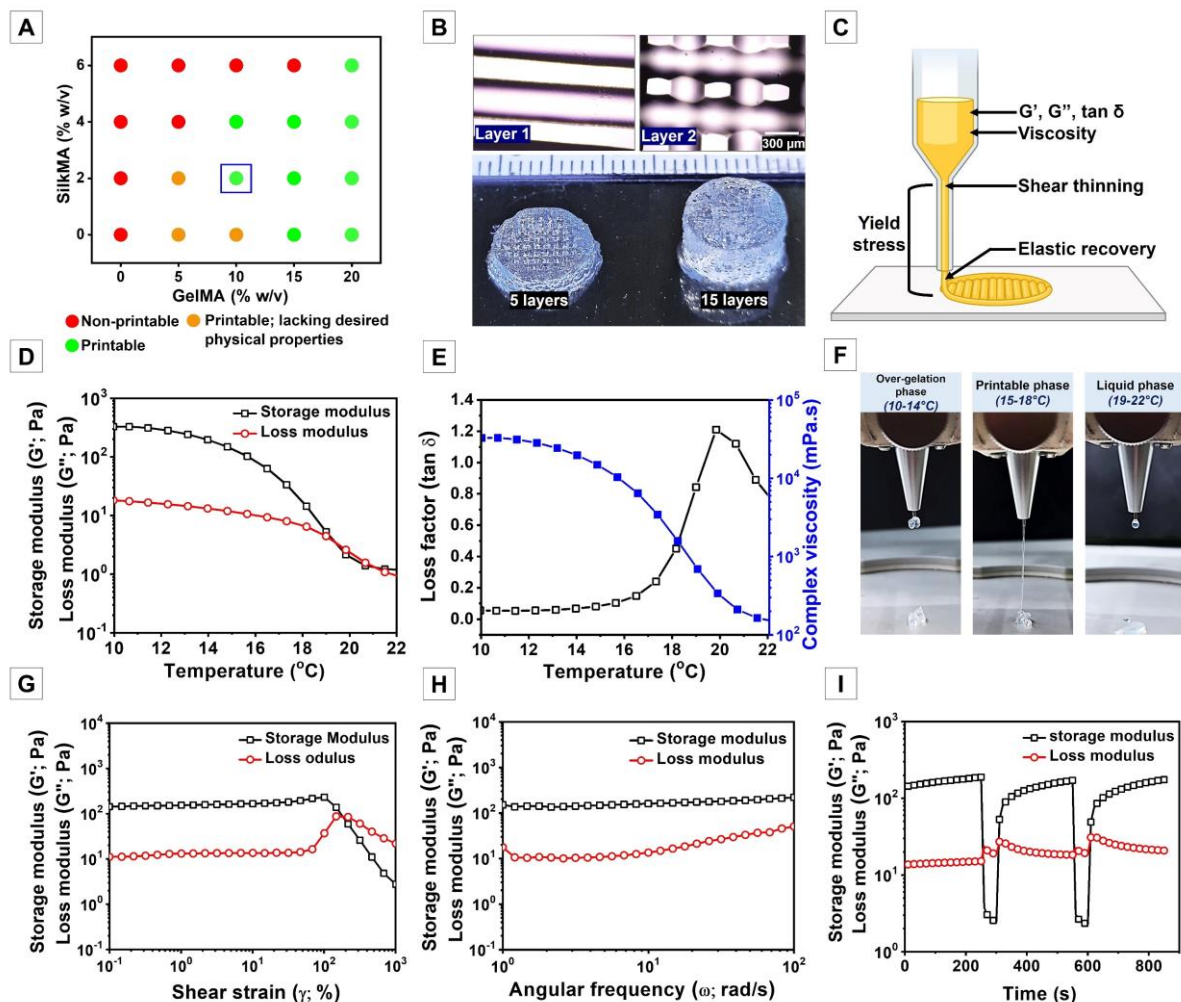 A
SilkMA (% w/v)
6
4
2
0
0 5 10 15 20
GelMA (% w/v)
Non-printable
Printable
Printable; lacking desired
physical properties
B
Layer 1
Layer 2
300 µm
5 layers
15 layers
C
G', G", tan δ
Viscosity
Shear thinning
Yield
stress
Elastic recovery
D
Storage modulus (G'; Pa)
Loss modulus (G"; Pa)
10³
10²
10¹
10⁰
10⁻¹
Storage modulus
Loss modulus
10 12 14 16 18 20 22
Temperature (°C)
E
Loss factor (tan δ)
1.4
1.2
1.0
0.8
0.6
0.4
0.2
0.0
10 12 14 16 18 20 22
Temperature (°C)
10⁵
10⁴
10³
10²
Complex viscosity (mPa.s)
F
Over-gelation
phase
(10-14°C)
Printable phase
(15-18°C)
Liquid phase
(19-22°C)
G
Storage modulus (G'; Pa)
Loss modulus (G"; Pa)
10⁴
10³
10²
10¹
10⁰
10⁻¹
Storage Modulus
Loss odulus
10⁻¹ 10⁰ 10¹ 10² 10³
Shear strain (γ; %)
H
Storage modulus (G'; Pa)
Loss modulus (G"; Pa)
10⁴
10³
10²
10¹
10⁰
10⁻¹
Storage modulus
Loss modulus
10⁰ 10¹ 10²
Angular frequency (ω; rad/s)
I
Storage modulus (G'; Pa)
Loss modulus (G"; Pa)
10³
10²
10¹
10⁰
storage modulus
Loss modulus
0 200 400 600 800
Time (s)